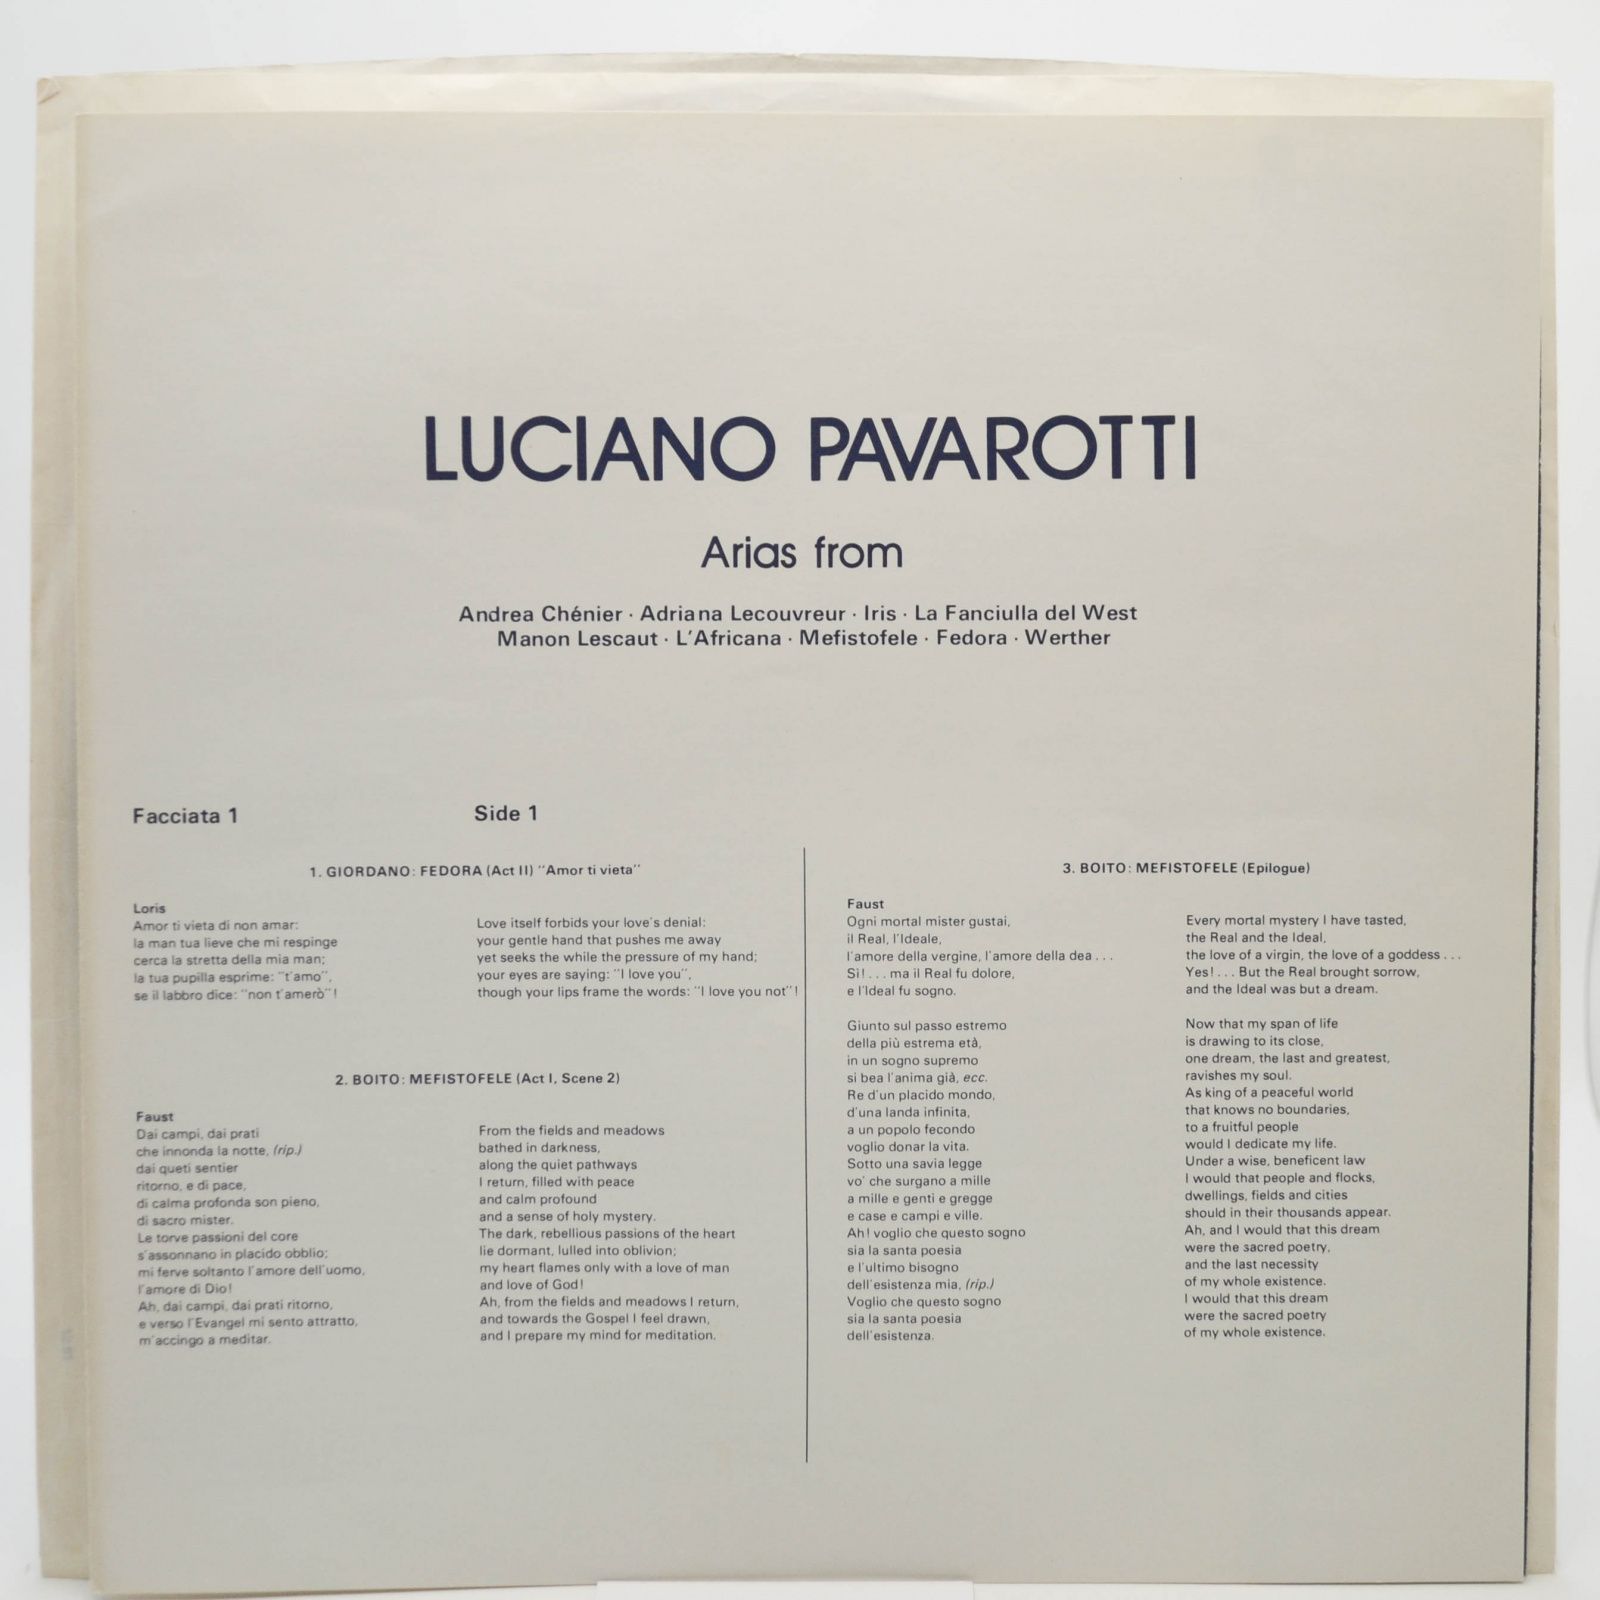 LUCIANO PAVAROTTI
Arias from
Andrea Chénier · Adriana Lecouvreur · Iris · La Fanciulla del West
Manon Lescaut · L'Africana · Mefistofele · Fedora · Werther
Facciata 1
Side 1
1. GIORDANO: FEDORA (Act II) "Amor ti vieta"
Loris
Amor ti vieta di non amar:
la man tua lieve che mi respinge
cerca la stretta della mia man;
la tua pupilla esprime: "t'amo",
se il labbro dice: "non t'amerò"!
Love itself forbids your love's denial:
your gentle hand that pushes me away
yet seeks the while the pressure of my hand;
your eyes are saying: "I love you",
though your lips frame the words: "I love you not"!
2. BOITO: MEFISTOFELE (Act I, Scene 2)
Faust
Dai campi, dai prati
che innonda la notte, (rip.)
dai queti sentier
ritorno, e di pace,
di calma profonda son pieno,
di sacro mister.
Le torve passioni del core
s'assonnano in placido obblio;
mi ferve soltanto l'amore dell'uomo,
l'amore di Dio!
Ah, dai campi, dai prati ritorno,
e verso l'Evangel mi sento attratto,
m'accingo a meditar.
From the fields and meadows
bathed in darkness,
along the quiet pathways
I return, filled with peace
and calm profound
and a sense of holy mystery.
The dark, rebellious passions of the heart
lie dormant, lulled into oblivion;
my heart flames only with a love of man
and love of God!
Ah, from the fields and meadows I return,
and towards the Gospel I feel drawn,
and I prepare my mind for meditation.
3. BOITO: MEFISTOFELE (Epilogue)
Faust
Ogni mortal mister gustai,
il Real, l'Ideale,
l'amore della vergine, l'amore della dea . . .
Sì! . . . ma il Real fu dolore,
e l'Ideal fu sogno.
Giunto sul passo estremo
della più estrema età,
in un sogno supremo
si bea l'anima già, ecc.
Re d'un placido mondo,
d'una landa infinita,
a un popolo fecondo
voglio donar la vita.
Sotto una savia legge
vo' che surgano a mille
a mille e genti e gregge
e case e campi e ville.
Ah! voglio che questo sogno
sia la santa poesia
e l'ultimo bisogno
dell'esistenza mia, (rip.)
Voglio che questo sogno
sia la santa poesia
dell'esistenza.
Every mortal mystery I have tasted,
the Real and the Ideal,
the love of a virgin, the love of a goddess . . .
Yes! . . . But the Real brought sorrow,
and the Ideal was but a dream.
Now that my span of life
is drawing to its close,
one dream, the last and greatest,
ravishes my soul.
As king of a peaceful world
that knows no boundaries,
to a fruitful people
would I dedicate my life.
Under a wise, beneficent law
I would that people and flocks,
dwellings, fields and cities
should in their thousands appear.
Ah, and I would that this dream
were the sacred poetry,
and the last necessity
of my whole existence.
I would that this dream
were the sacred poetry
of my whole existence.